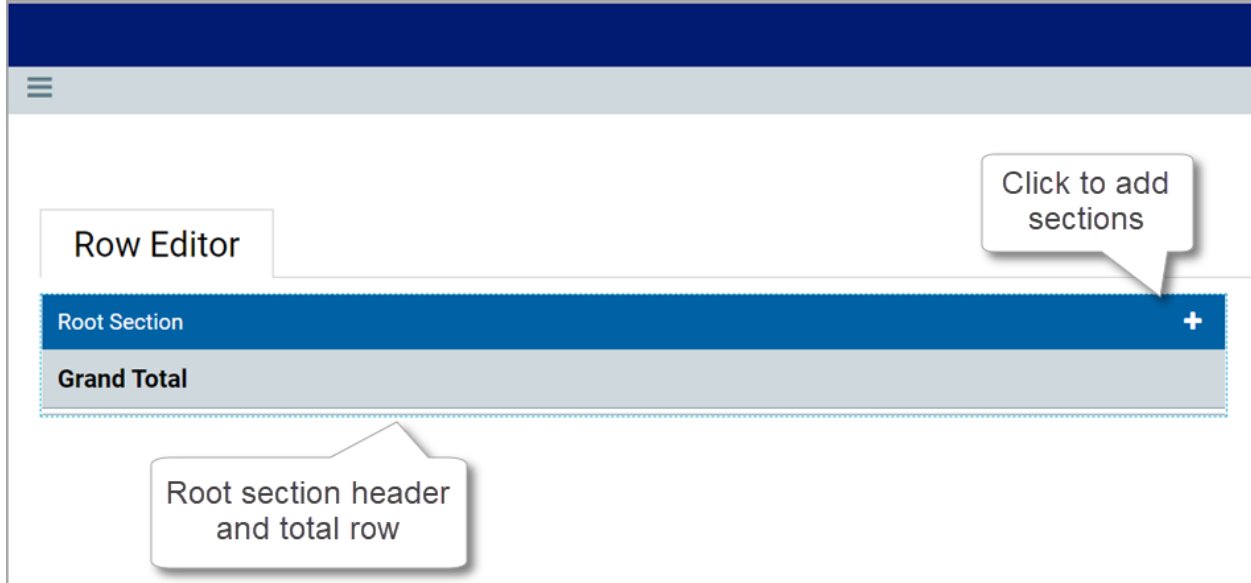 Click to add
sections
Row Editor
Root Section
Grand Total
Root section header
and total row